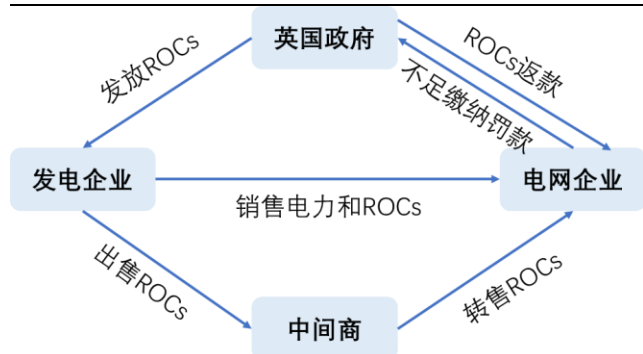 英国政府
发放ROCs
ROCs返款
不足缴纳罚款
发电企业
电网企业
销售电力和ROCs
出售ROCs
转售ROCs
中间商